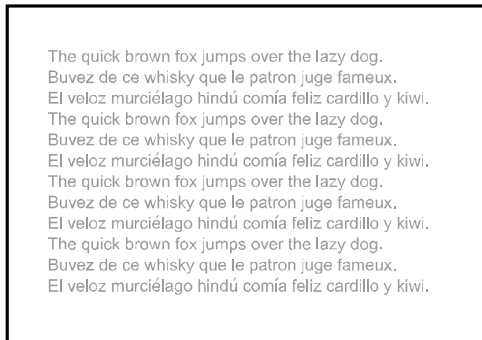 The quick brown fox jumps over the lazy dog.
Buvez de ce whisky que le patron juge fameux.
El veloz murciélago hindú comía feliz cardillo y kiwi.
The quick brown fox jumps over the lazy dog.
Buvez de ce whisky que le patron juge fameux.
El veloz murciélago hindú comía feliz cardillo y kiwi.
The quick brown fox jumps over the lazy dog.
Buvez de ce whisky que le patron juge fameux.
El veloz murciélago hindú comía feliz cardillo y kiwi.
The quick brown fox jumps over the lazy dog.
Buvez de ce whisky que le patron juge fameux.
El veloz murciélago hindú comía feliz cardillo y kiwi.